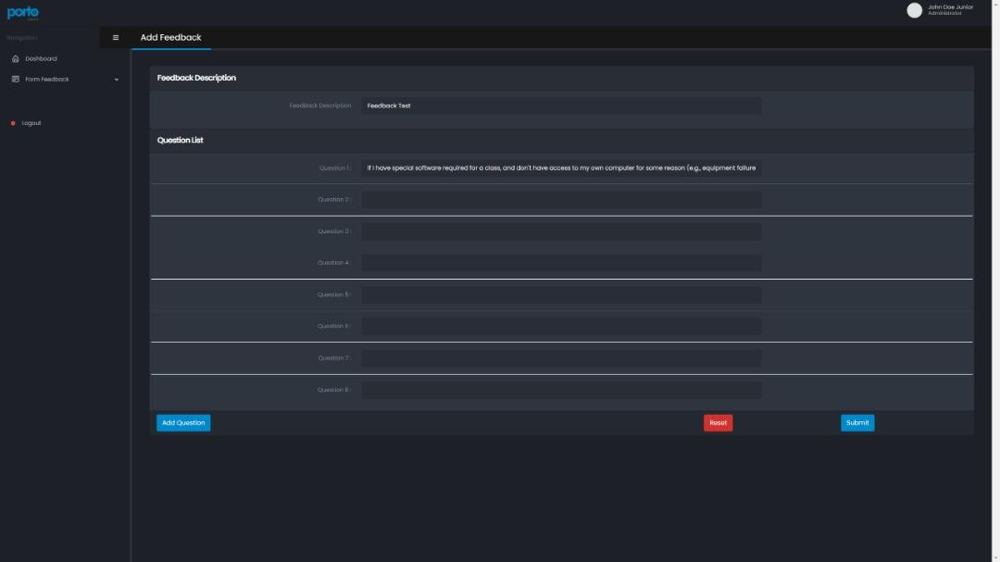 porto
John Doe Junior
Administrator
Navigation
Add Feedback
Dashboard
Form Feedback
Logout
Feedback Description
Feedback Description
Feedback Test
Question List
Question 1 :
If I have special software required for a class, and don't have access to my own computer for some reason (e.g., equipment failure
Question 2 :
Question 3 :
Question 4 :
Question 5 :
Question 6 :
Question 7 :
Question 8 :
Add Question
Reset
Submit